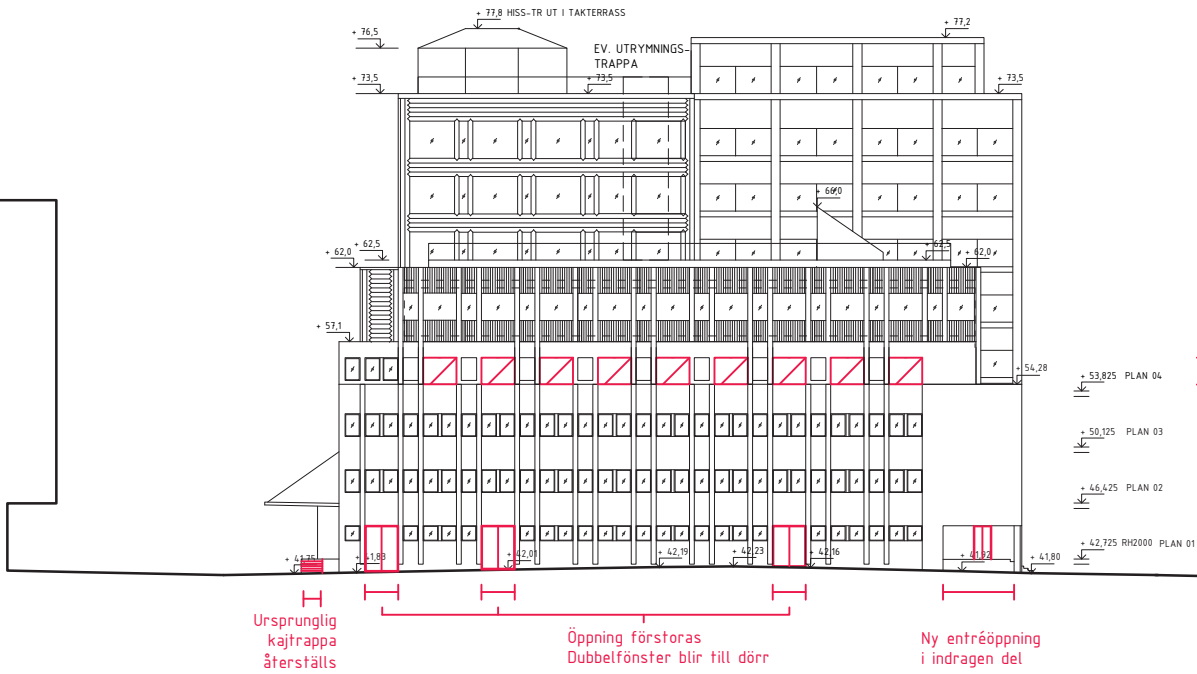 + 77,8 HISS-TR UT I TAKTERRASS
+ 77,2
+ 76,5
EV. UTRYMNINGS-
TRAPPA
+ 73,5
+ 73,5
+ 73,5
+ 66,0
+ 62,5
+ 62,0
+ 62,5
+ 62,0
+ 57,1
+ 54,28
+ 53,825 PLAN 04
+ 50,125 PLAN 03
+ 46,425 PLAN 02
+ 42,725 RH2000 PLAN 01
+ 41,75
+ 41,83
+ 42,01
+ 42,19
+ 42,23
+ 42,16
+ 41,92
+ 41,80
Ursprunglig
kajtrappa
återställs
Öppning förstoras
Dubbelfönster blir till dörr
Ny entréöppning
i indragen del